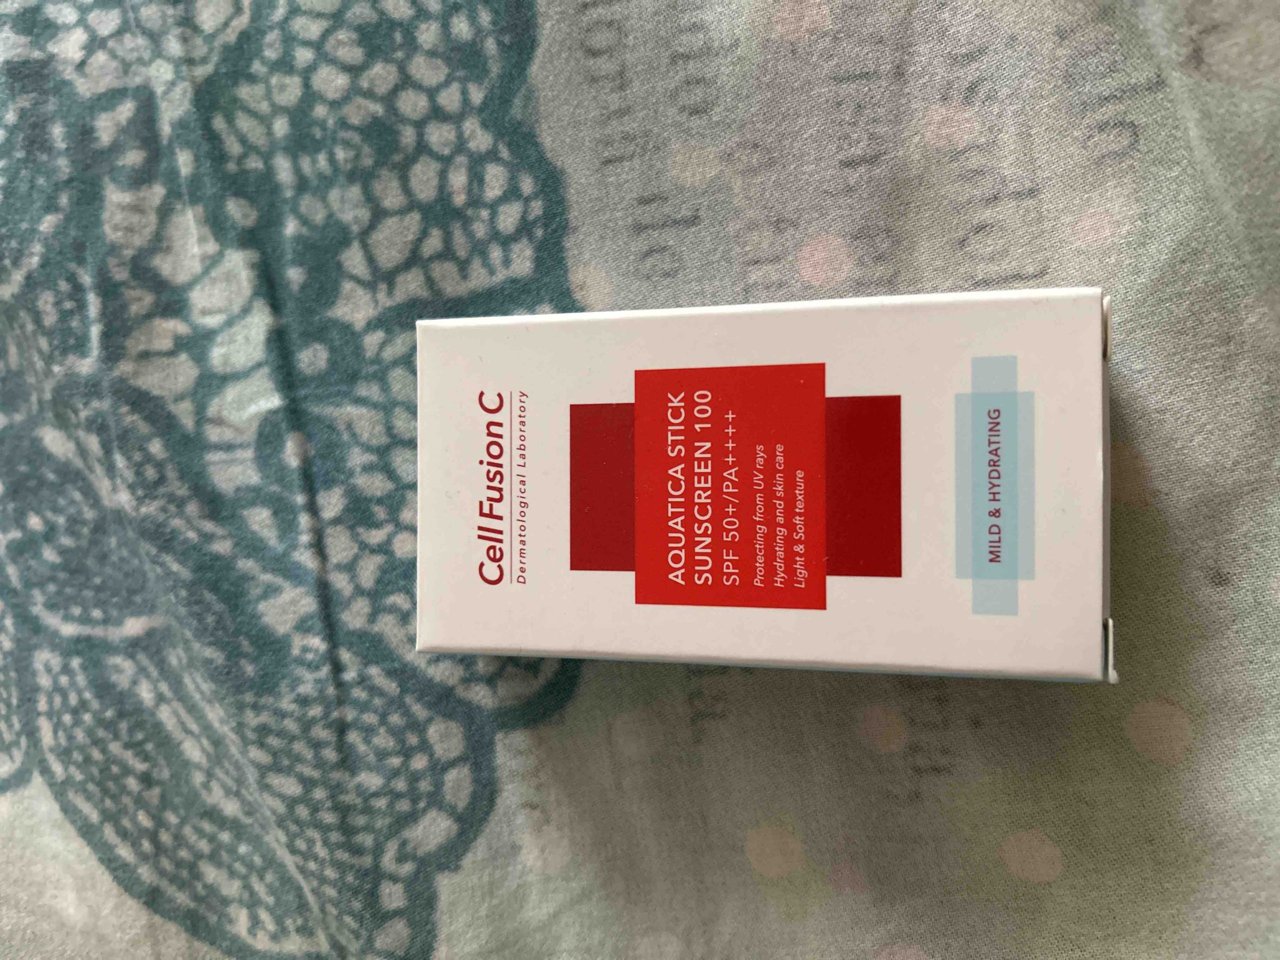 Cell Fusion C
Dermatological Laboratory
AQUATICA STICK
SUNSCREEN 100
SPF 50+/PA++++
Protecting from UV rays
Hydrating and skin care
Light & Soft texture
MILD & HYDRATING